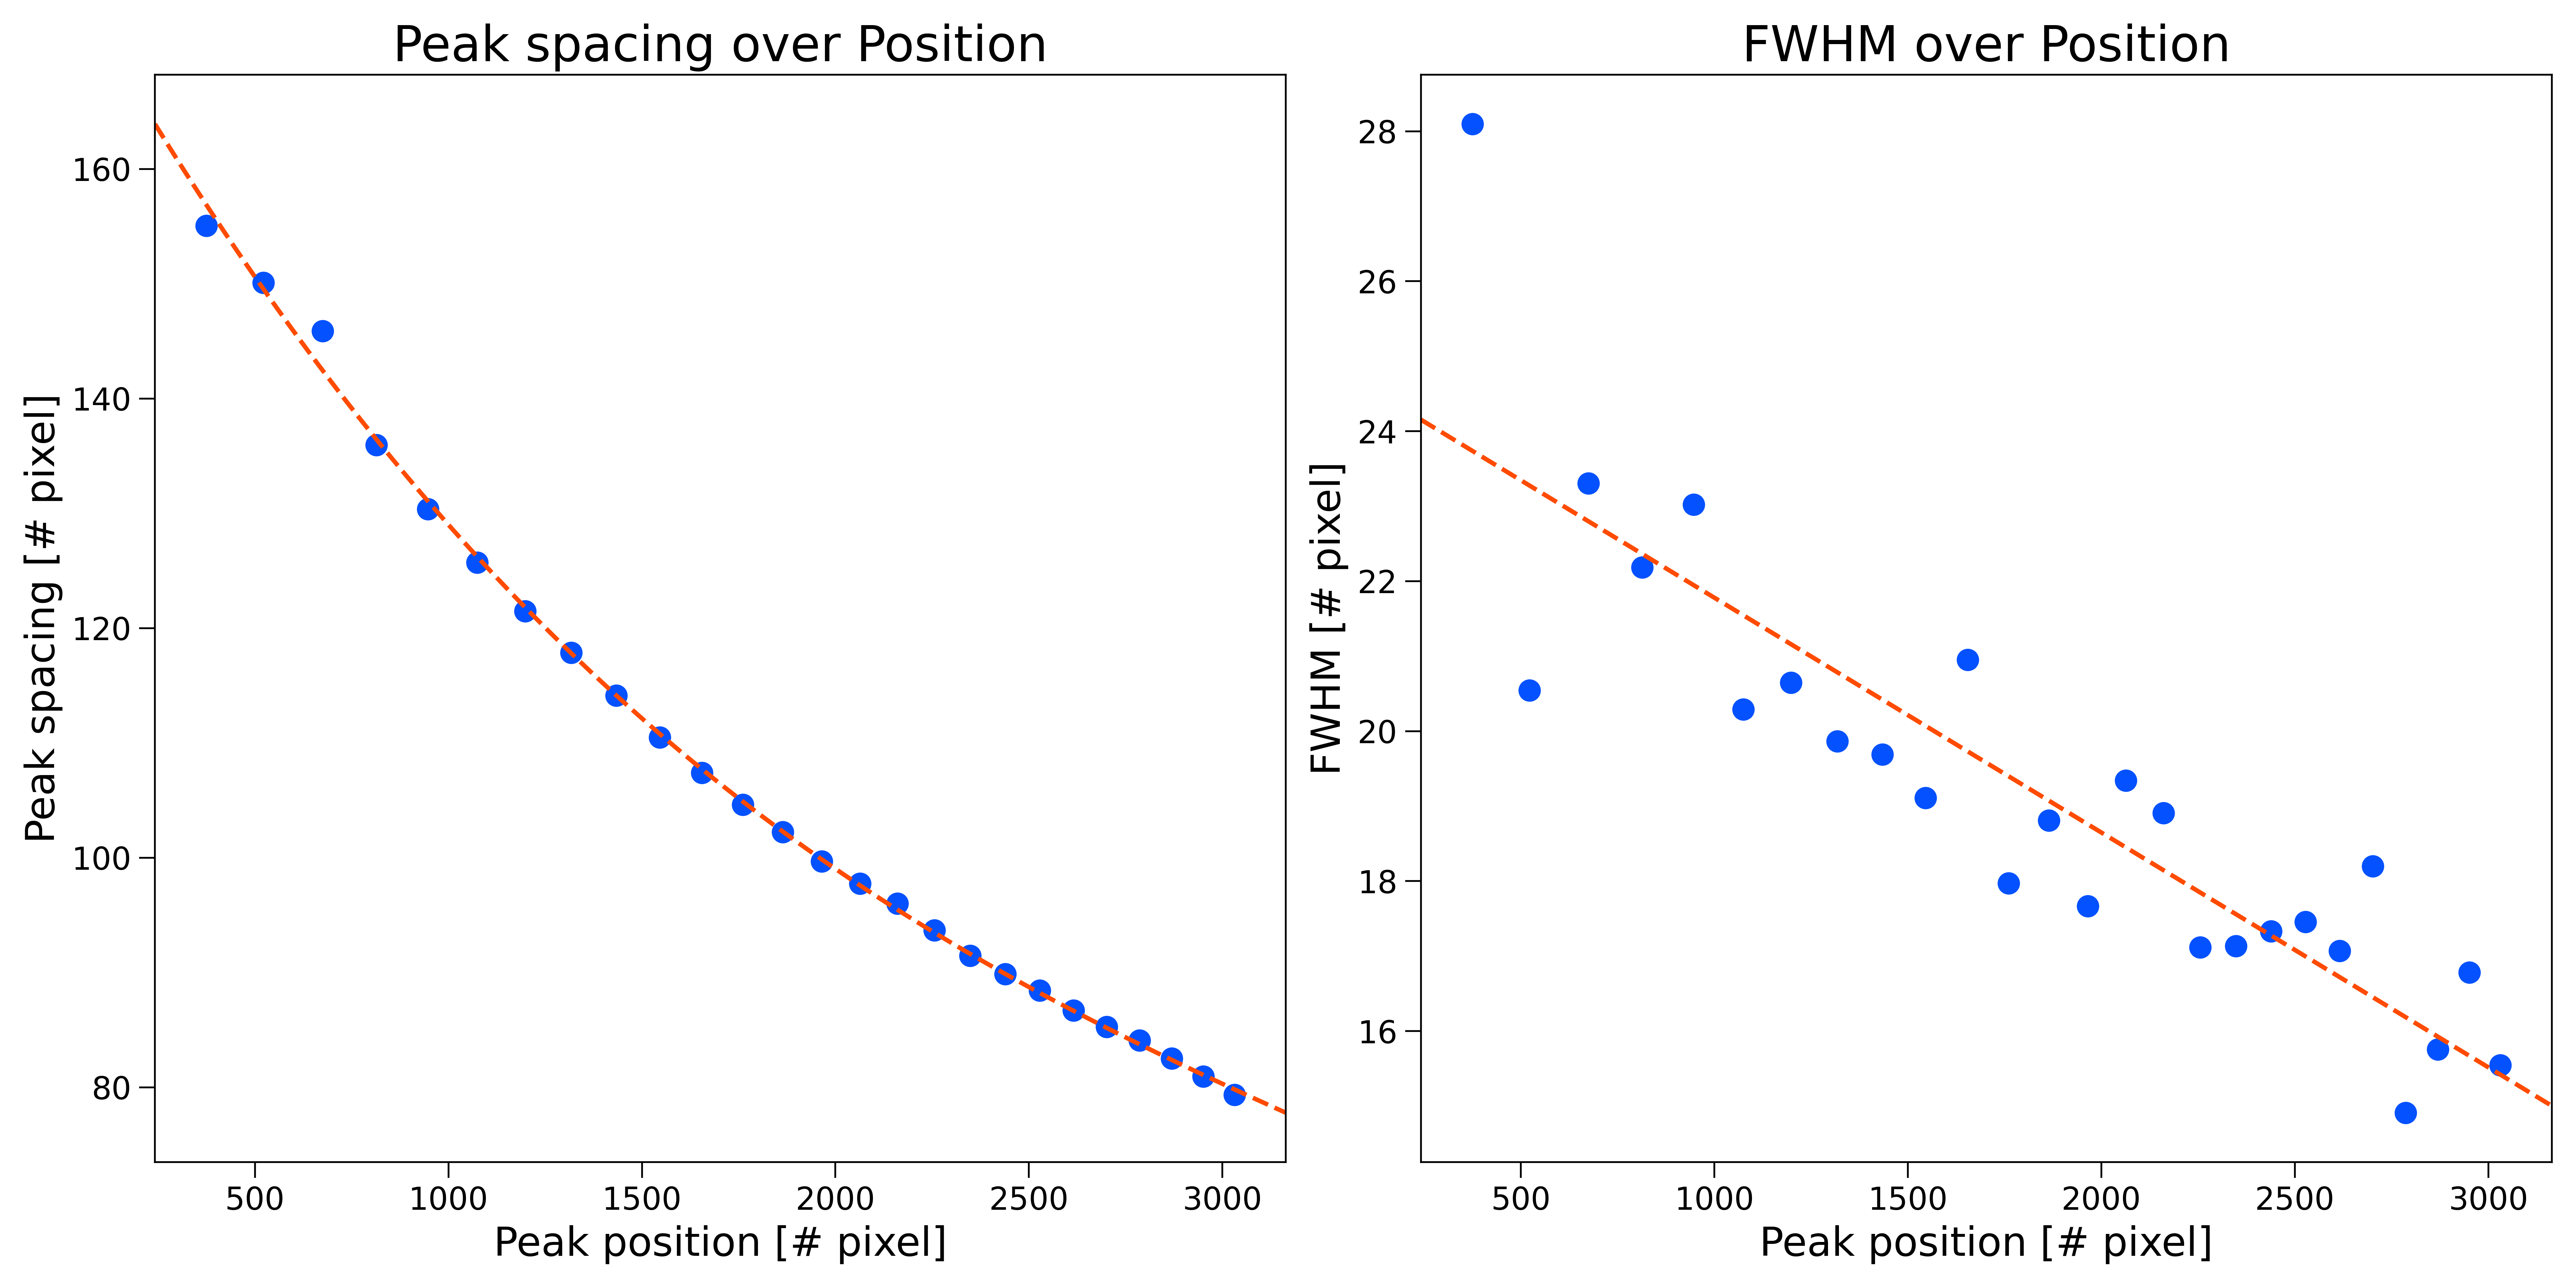 Peak spacing over Position
Peak spacing [# pixel]
160
140
120
100
80
500 1000 1500 2000 2500 3000
Peak position [# pixel]
FWHM over Position
FWHM [# pixel]
28
26
24
22
20
18
16
500 1000 1500 2000 2500 3000
Peak position [# pixel]